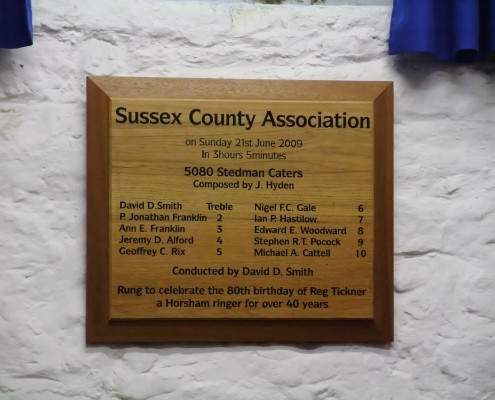 Sussex County Association
on Sunday 21st June 2009
In 3hours 5minutes
5080 Stedman Caters
Composed by J. Hyden
David D.Smith Treble Nigel F.C. Gale 6
P. Jonathan Franklin 2 Ian P. Hastilow 7
Ann E. Franklin 3 Edward E. Woodward 8
Jeremy D. Alford 4 Stephen R.T. Pocock 9
Geoffrey C. Rix 5 Michael A. Cattell 10
Conducted by David D. Smith
Rung to celebrate the 80th birthday of Reg Tickner
a Horsham ringer for over 40 years